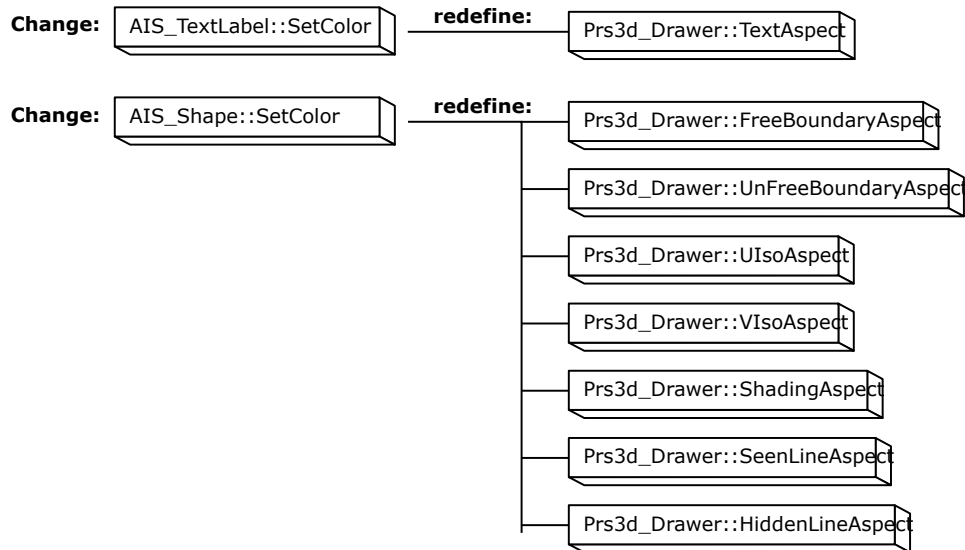 Change: AIS_TextLabel::SetColor redefine: Prs3d_Drawer::TextAspect
Change: AIS_Shape::SetColor redefine: Prs3d_Drawer::FreeBoundaryAspect
Prs3d_Drawer::UnFreeBoundaryAspect
Prs3d_Drawer::UIsoAspect
Prs3d_Drawer::VIsoAspect
Prs3d_Drawer::ShadingAspect
Prs3d_Drawer::SeenLineAspect
Prs3d_Drawer::HiddenLineAspect